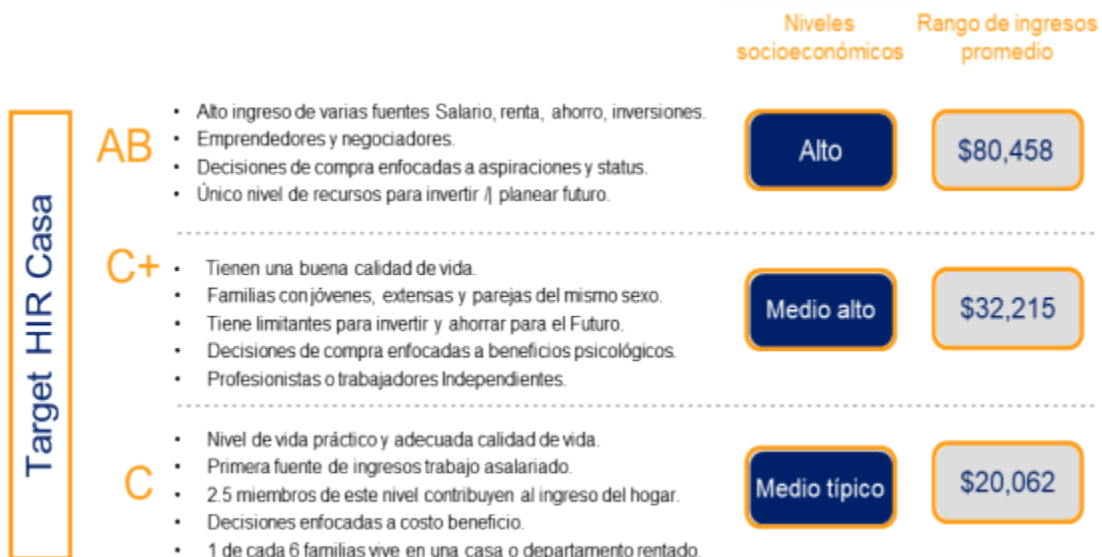 Niveles
socioeconómicos
Rango de ingresos
promedio
Target HIR Casa
AB
• Alto ingreso de varias fuentes Salario, renta, ahorro, inversiones.
• Emprendedores y negociadores.
• Decisiones de compra enfocadas a aspiraciones y status.
• Único nivel de recursos para invertir /| planear futuro.
Alto
$80,458
C+
• Tienen una buena calidad de vida.
• Familias con jóvenes, extensas y parejas del mismo sexo.
• Tiene limitantes para invertir y ahorrar para el Futuro.
• Decisiones de compra enfocadas a beneficios psicológicos.
• Profesionistas o trabajadores Independientes.
Medio alto
$32,215
C
• Nivel de vida práctico y adecuada calidad de vida.
• Primera fuente de ingresos trabajo asalariado.
• 2.5 miembros de este nivel contribuyen al ingreso del hogar.
• Decisiones enfocadas a costo beneficio.
• 1 de cada 6 familias vive en una casa o departamento rentado.
Medio típico
$20,062